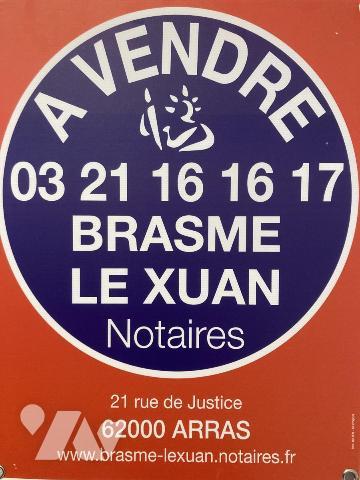 A VENDRE
03 21 16 16 17
BRASME
LE XUAN
Notaires
21 rue de Justice
62000 ARRAS
www.brasme-lexuan.notaires.fr